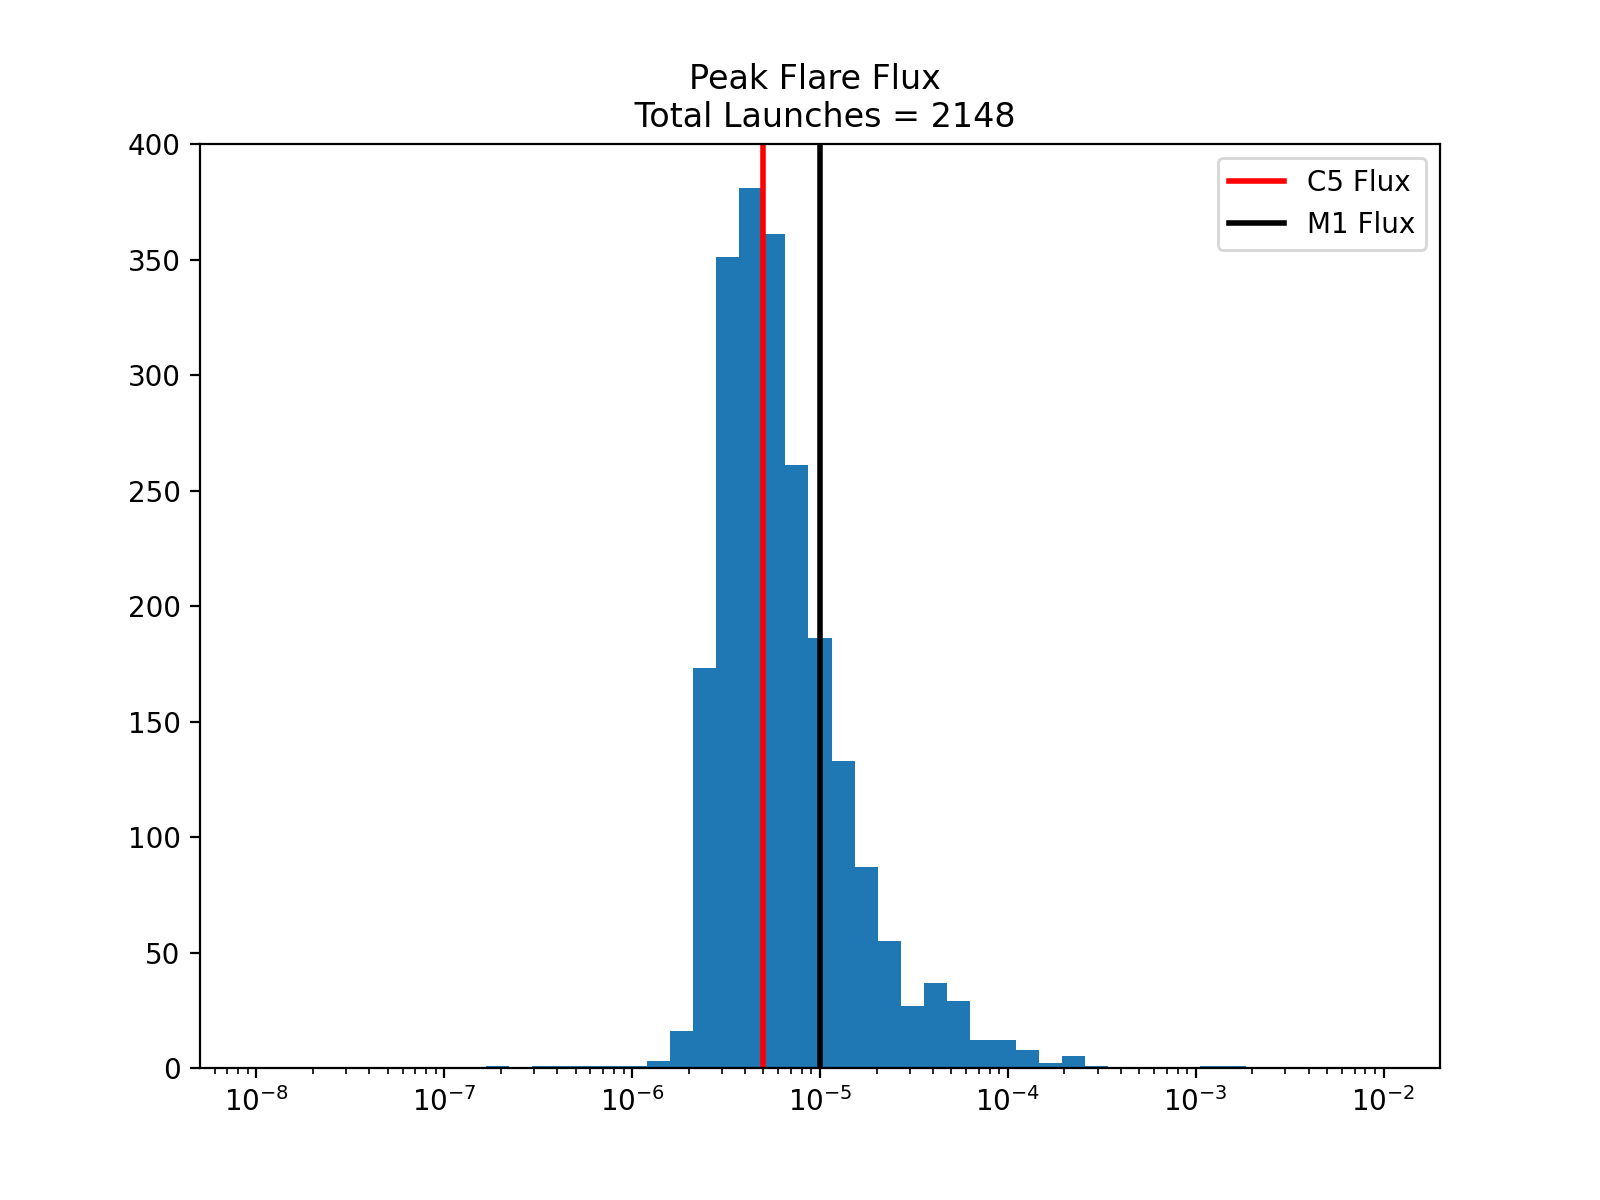 Peak Flare Flux
Total Launches = 2148
C5 Flux
M1 Flux
400
350
300
250
200
150
100
50
0
10⁻⁸ 10⁻⁷ 10⁻⁶ 10⁻⁵ 10⁻⁴ 10⁻³ 10⁻²